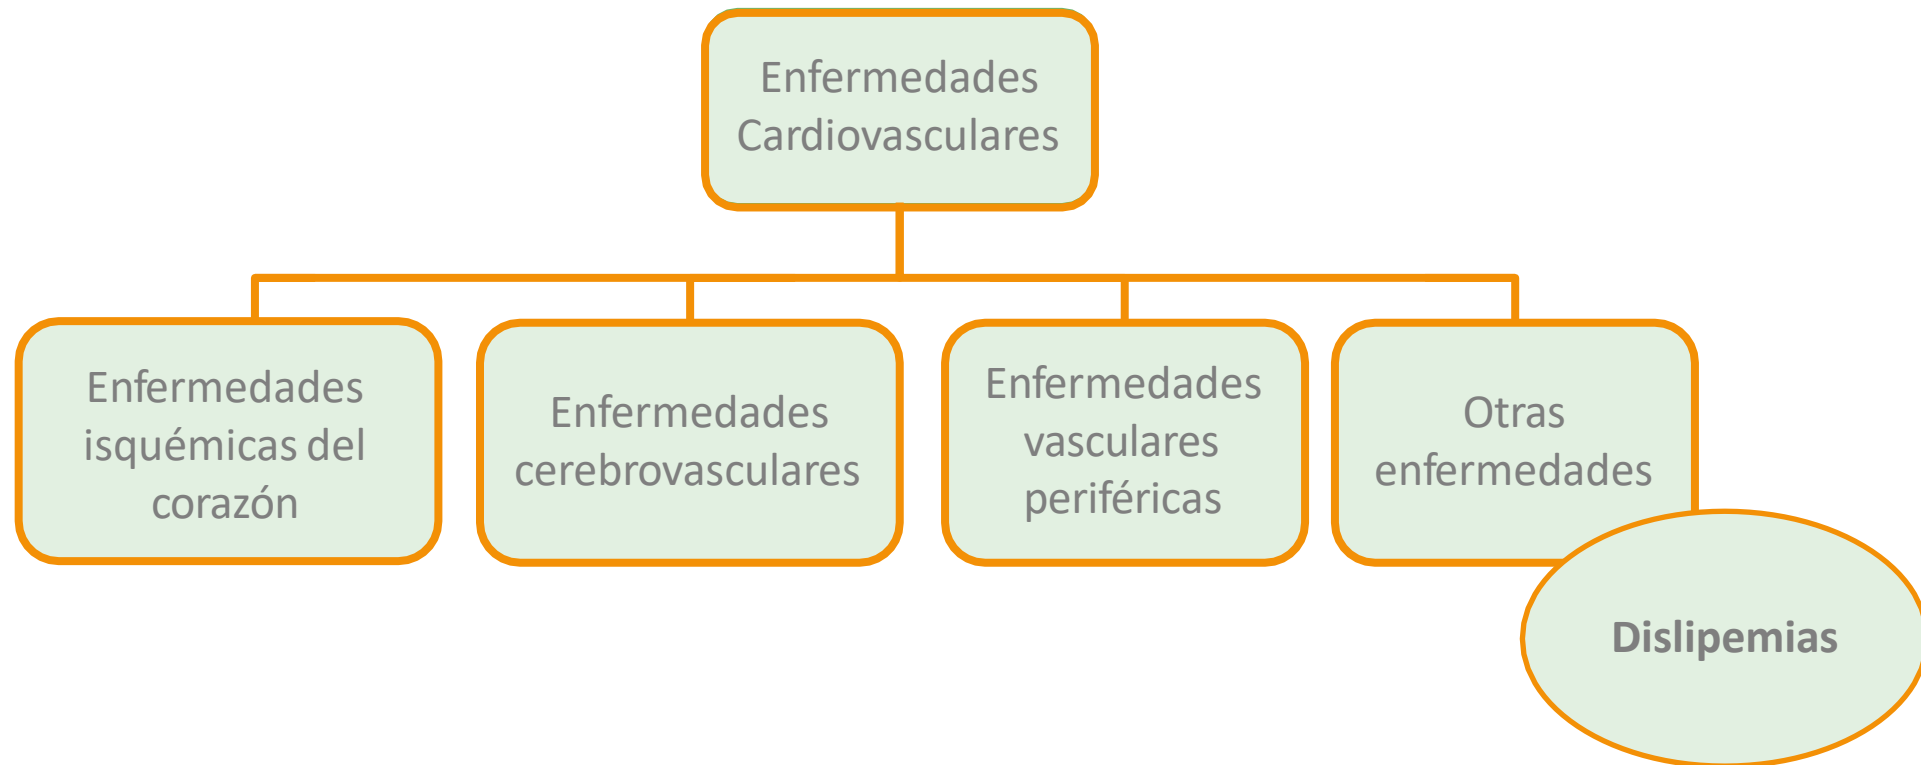 Enfermedades
Cardiovasculares
Enfermedades
isquémicas del
corazón
Enfermedades
cerebrovasculares
Enfermedades
vasculares
periféricas
Otras
enfermedades
Dislipemias